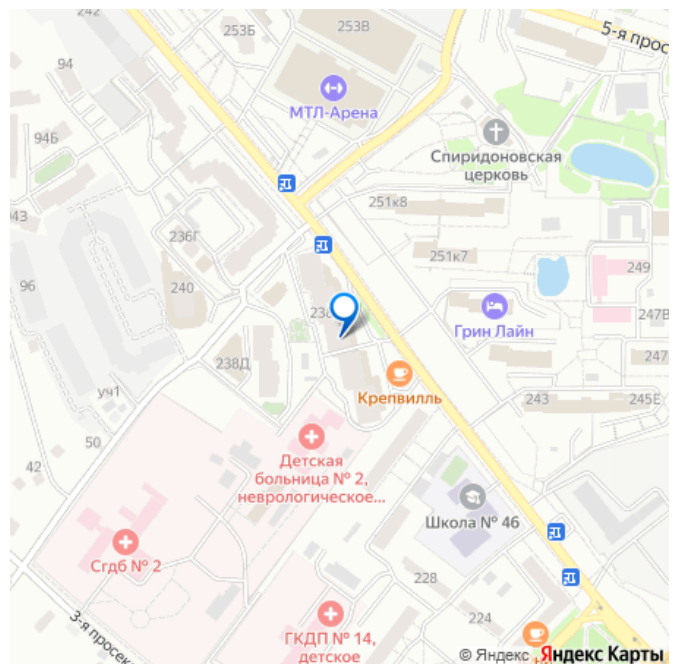 242
253Б
253В
5-я прос
94
МТЛ-Арена
94Б
Спиридоновская
церковь
251к8
43
236Г
251к7
249
96
240
247В
Грин Лайн
238Д
247
Крепвилль
уч1
243
245Е
50
Детская
больница № 2,
неврологическое...
42
Школа № 46
Сгдб № 2
228
224
3-я просек
ГКДП № 14,
детское
© Яндекс Яндекс Карты